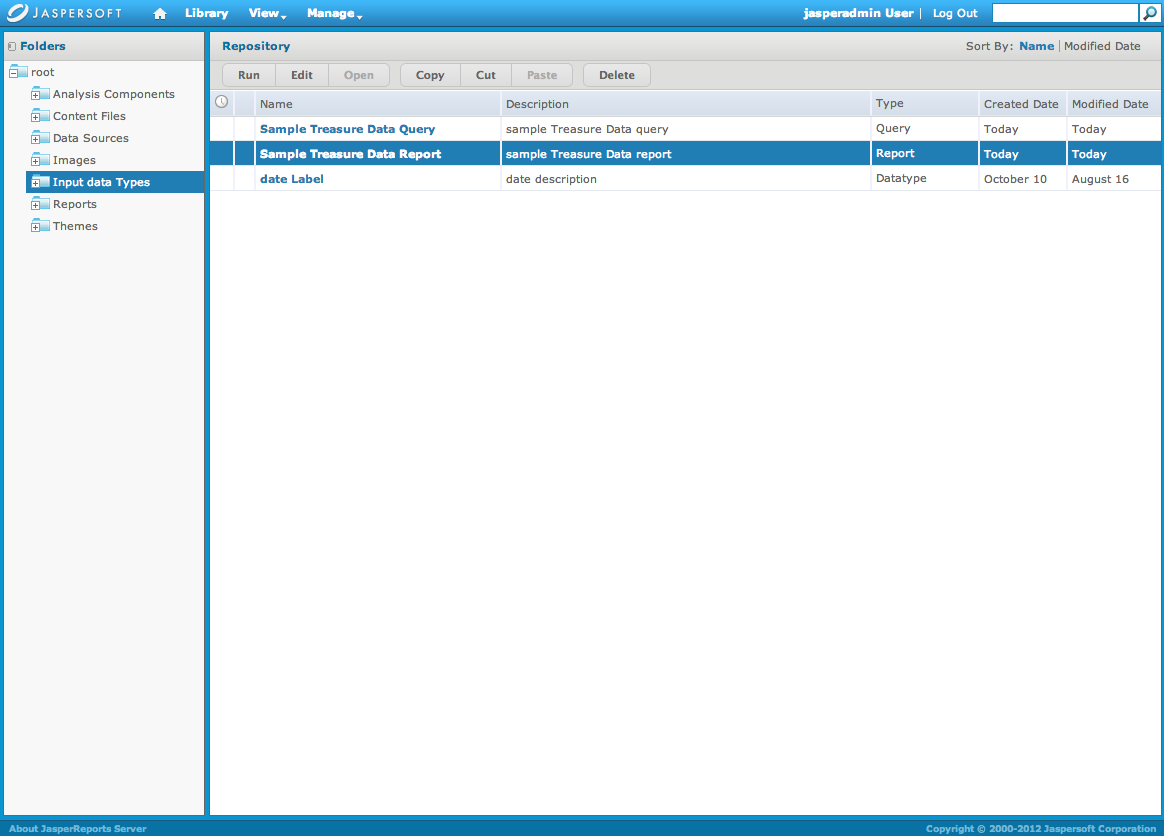 JASPERSOFT Library View Manage jasperadmin User | Log Out
Folders
root
Analysis Components
Content Files
Data Sources
Images
Input data Types
Reports
Themes
Repository Sort By: Name | Modified Date
Run Edit Open Copy Cut Paste Delete
Name Description Type Created Date Modified Date
Sample Treasure Data Query sample Treasure Data query Query Today Today
Sample Treasure Data Report sample Treasure Data report Report Today Today
date Label date description Datatype October 10 August 16
About JasperReports Server Copyright © 2000-2012 Jaspersoft Corporation